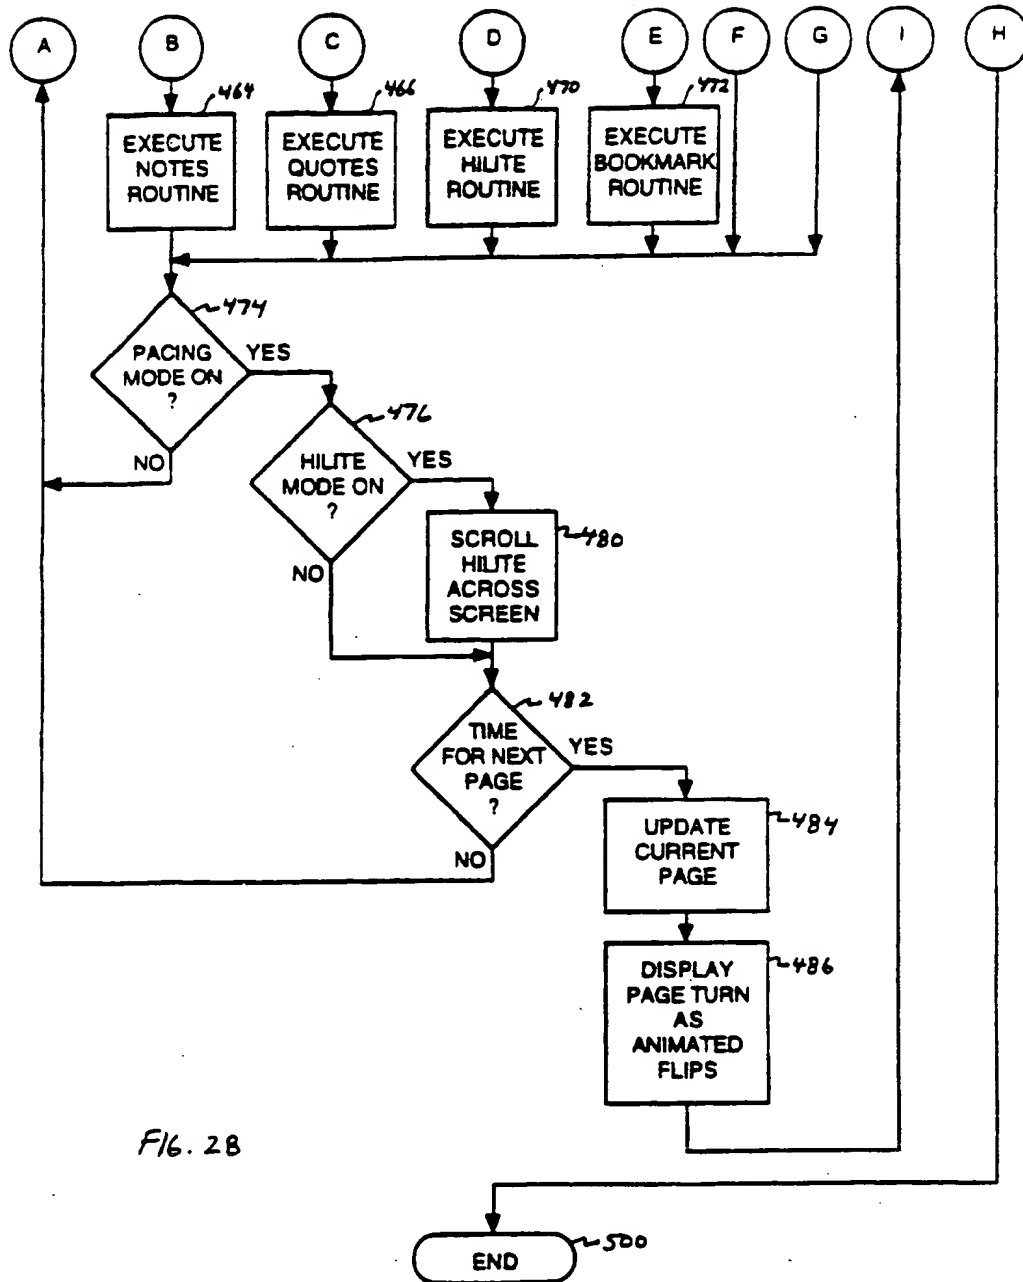 A
B
C
D
E
F
G
I
H
464
466
470
472
EXECUTE
NOTES
ROUTINE
EXECUTE
QUOTES
ROUTINE
EXECUTE
HILITE
ROUTINE
EXECUTE
BOOKMARK
ROUTINE
474
PACING
MODE ON
?
YES
NO
476
HILITE
MODE ON
?
YES
NO
480
SCROLL
HILITE
ACROSS
SCREEN
482
TIME
FOR NEXT
PAGE
?
YES
NO
484
UPDATE
CURRENT
PAGE
486
DISPLAY
PAGE TURN
AS
ANIMATED
FLIPS
FIG. 2B
END
500